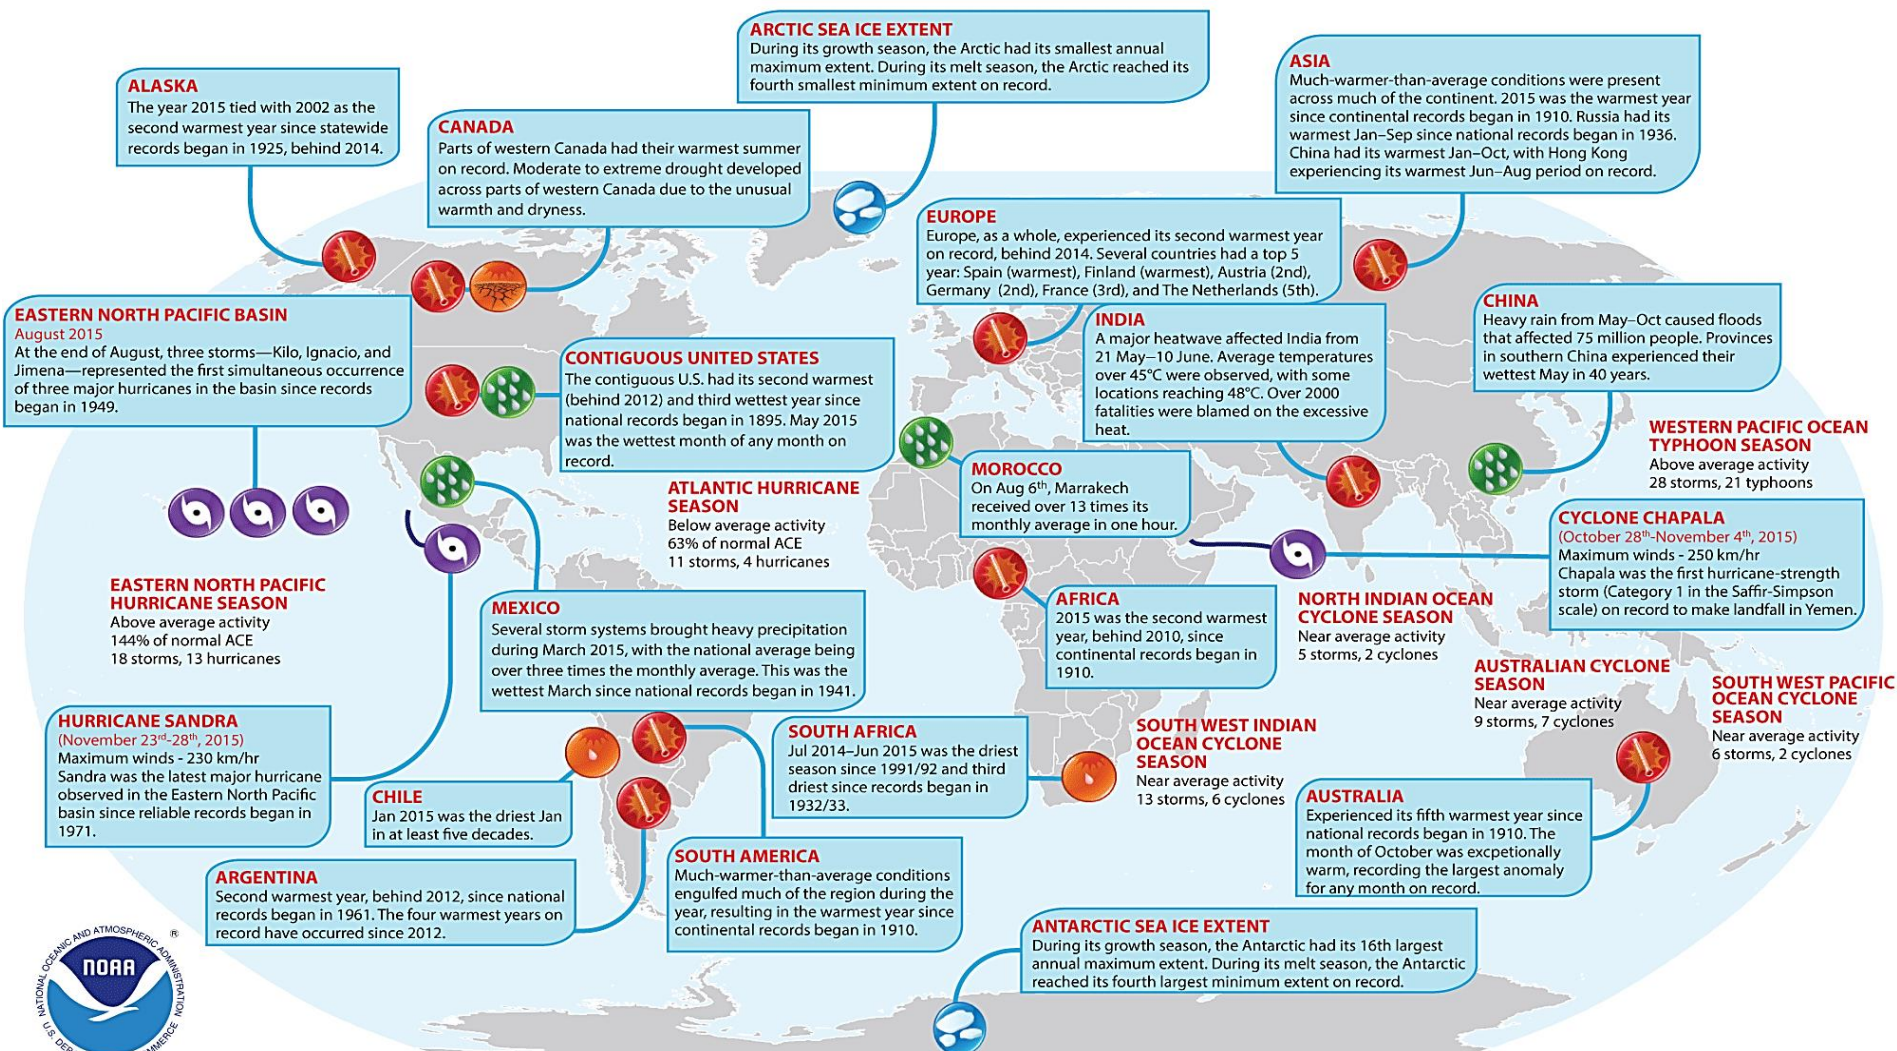 ARCTIC SEA ICE EXTENT
During its growth season, the Arctic had its smallest annual
maximum extent. During its melt season, the Arctic reached its
fourth smallest minimum extent on record.
ALASKA
The year 2015 tied with 2002 as the
second warmest year since statewide
records began in 1925, behind 2014.
CANADA
Parts of western Canada had their warmest summer
on record. Moderate to extreme drought developed
across parts of western Canada due to the unusual
warmth and dryness.
ASIA
Much-warmer-than-average conditions were present
across much of the continent. 2015 was the warmest year
since continental records began in 1910. Russia had its
warmest Jan–Sep since national records began in 1936.
China had its warmest Jan–Oct, with Hong Kong
experiencing its warmest Jun–Aug period on record.
EUROPE
Europe, as a whole, experienced its second warmest year
on record, behind 2014. Several countries had a top 5
year: Spain (warmest), Finland (warmest), Austria (2nd),
Germany (2nd), France (3rd), and The Netherlands (5th).
EASTERN NORTH PACIFIC BASIN
August 2015
At the end of August, three storms—Kilo, Ignacio, and
Jimena—represented the first simultaneous occurrence
of three major hurricanes in the basin since records
began in 1949.
CONTIGUOUS UNITED STATES
The contiguous U.S. had its second warmest
(behind 2012) and third wettest year since
national records began in 1895. May 2015
was the wettest month of any month on
record.
INDIA
A major heatwave affected India from
21 May–10 June. Average temperatures
over 45°C were observed, with some
locations reaching 48°C. Over 2000
fatalities were blamed on the excessive
heat.
CHINA
Heavy rain from May–Oct caused floods
that affected 75 million people. Provinces
in southern China experienced their
wettest May in 40 years.
WESTERN PACIFIC OCEAN
TYPHOON SEASON
Above average activity
28 storms, 21 typhoons
MOROCCO
On Aug 6th, Marrakech
received over 13 times its
monthly average in one hour.
ATLANTIC HURRICANE
SEASON
Below average activity
63% of normal ACE
11 storms, 4 hurricanes
CYCLONE CHAPALA
(October 28th-November 4th, 2015)
Maximum winds - 250 km/hr
Chapala was the first hurricane-strength
storm (Category 1 in the Saffir-Simpson
scale) on record to make landfall in Yemen.
EASTERN NORTH PACIFIC
HURRICANE SEASON
Above average activity
144% of normal ACE
18 storms, 13 hurricanes
MEXICO
Several storm systems brought heavy precipitation
during March 2015, with the national average being
over three times the monthly average. This was the
wettest March since national records began in 1941.
AFRICA
2015 was the second warmest
year, behind 2010, since
continental records began in
1910.
NORTH INDIAN OCEAN
CYCLONE SEASON
Near average activity
5 storms, 2 cyclones
AUSTRALIAN CYCLONE
SEASON
Near average activity
9 storms, 7 cyclones
SOUTH WEST PACIFIC
OCEAN CYCLONE
SEASON
Near average activity
6 storms, 2 cyclones
HURRICANE SANDRA
(November 23rd-28th, 2015)
Maximum winds - 230 km/hr
Sandra was the latest major hurricane
observed in the Eastern North Pacific
basin since reliable records began in
1971.
CHILE
Jan 2015 was the driest Jan
in at least five decades.
SOUTH AFRICA
Jul 2014–Jun 2015 was the driest
season since 1991/92 and third
driest since records began in
1932/33.
SOUTH WEST INDIAN
OCEAN CYCLONE
SEASON
Near average activity
13 storms, 6 cyclones
AUSTRALIA
Experienced its fifth warmest year since
national records began in 1910. The
month of October was excpetionally
warm, recording the largest anomaly
for any month on record.
ARGENTINA
Second warmest year, behind 2012, since national
records began in 1961. The four warmest years on
record have occurred since 2012.
SOUTH AMERICA
Much-warmer-than-average conditions
engulfed much of the region during the
year, resulting in the warmest year since
continental records began in 1910.
ANTARCTIC SEA ICE EXTENT
During its growth season, the Antarctic had its 16th largest
annual maximum extent. During its melt season, the Antarctic
reached its fourth largest minimum extent on record.
NATIONAL OCEANIC AND ATMOSPHERIC ADMINISTRATION
®
NOAA
U.S.